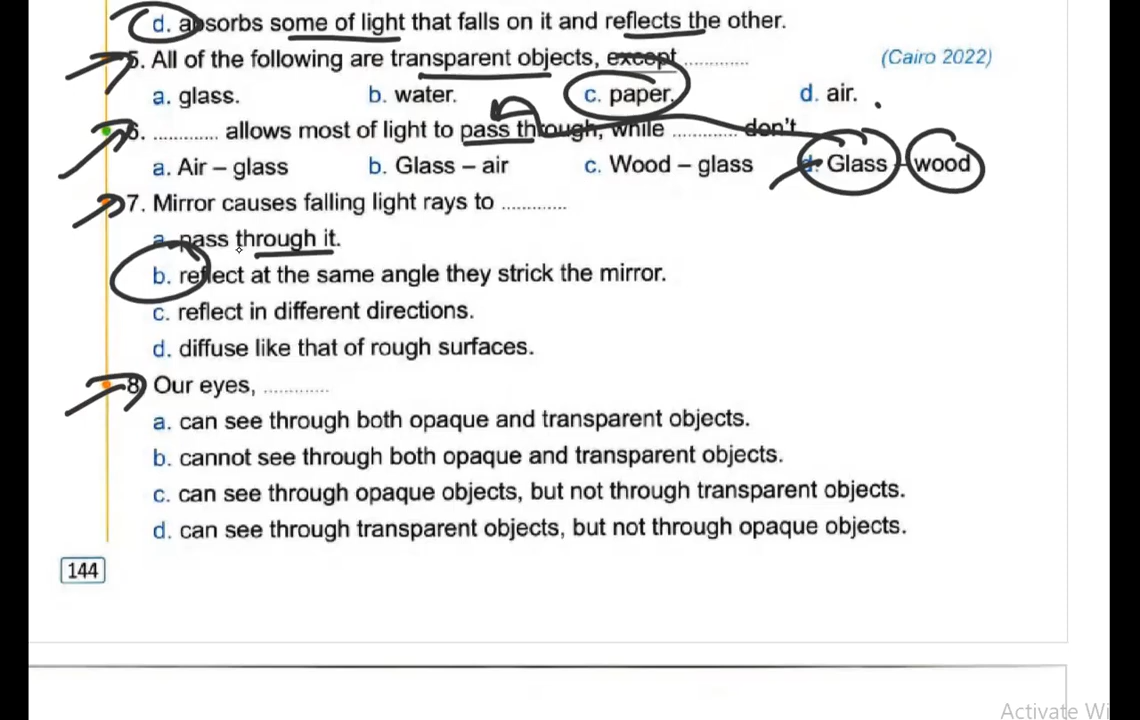 d. absorbs some of light that falls on it and reflects the other.
5. All of the following are transparent objects, except ............. (Cairo 2022)
a. glass. b. water. c. paper. d. air.
6. ............. allows most of light to pass through, while ............. don't
a. Air – glass b. Glass – air c. Wood – glass d. Glass – wood
7. Mirror causes falling light rays to .............
a. pass through it.
b. reflect at the same angle they strick the mirror.
c. reflect in different directions.
d. diffuse like that of rough surfaces.
8) Our eyes, .............
a. can see through both opaque and transparent objects.
b. cannot see through both opaque and transparent objects.
c. can see through opaque objects, but not through transparent objects.
d. can see through transparent objects, but not through opaque objects.
144
Activate Wi